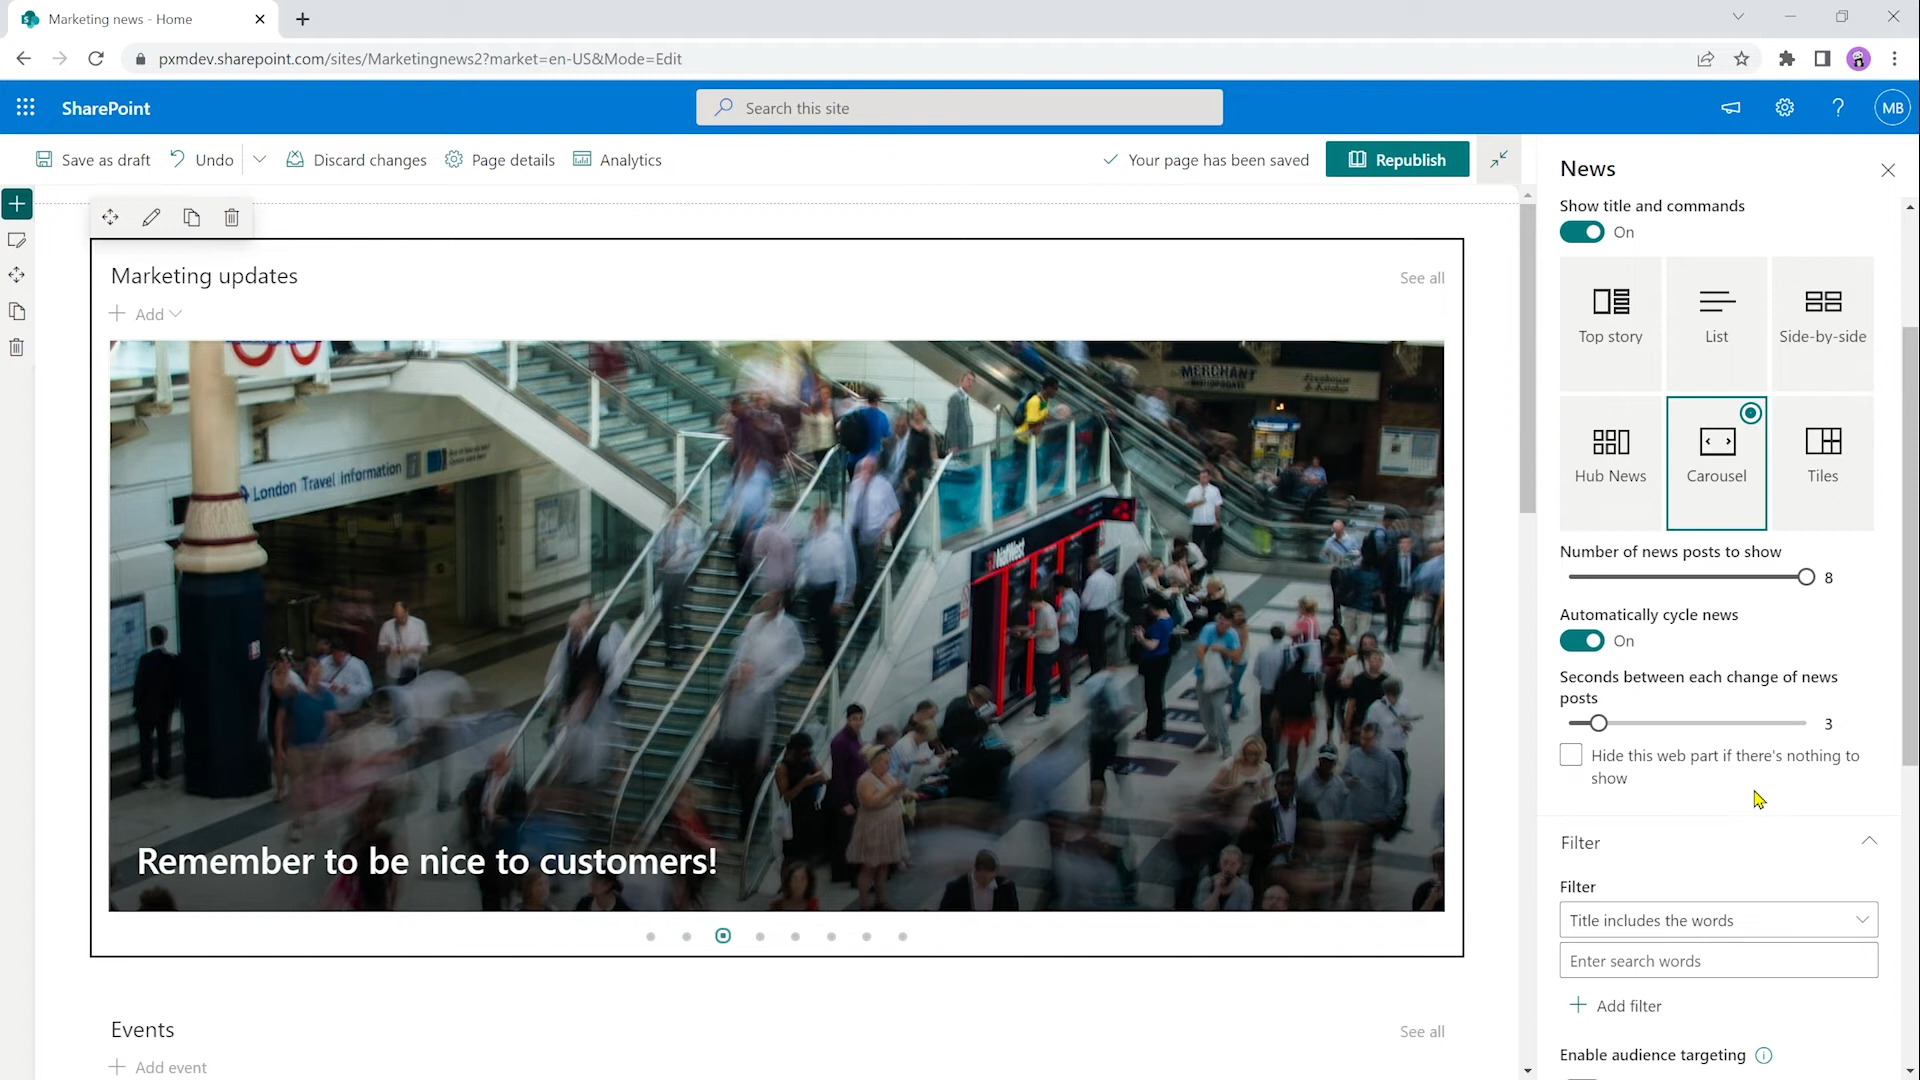 Marketing news - Home
pxmdev.sharepoint.com/sites/Marketingnews2?market=en-US&Mode=Edit
SharePoint
Search this site
MB
Save as draft
Undo
Discard changes
Page details
Analytics
Your page has been saved
Republish
Marketing updates
See all
Add
MERCHANT
London Travel Information
NatWest
Remember to be nice to customers!
Events
See all
Add event
News
Show title and commands
On
Top story
List
Side-by-side
Hub News
Carousel
Tiles
Number of news posts to show
8
Automatically cycle news
On
Seconds between each change of news
posts
3
Hide this web part if there's nothing to
show
Filter
Filter
Title includes the words
Enter search words
Add filter
Enable audience targeting